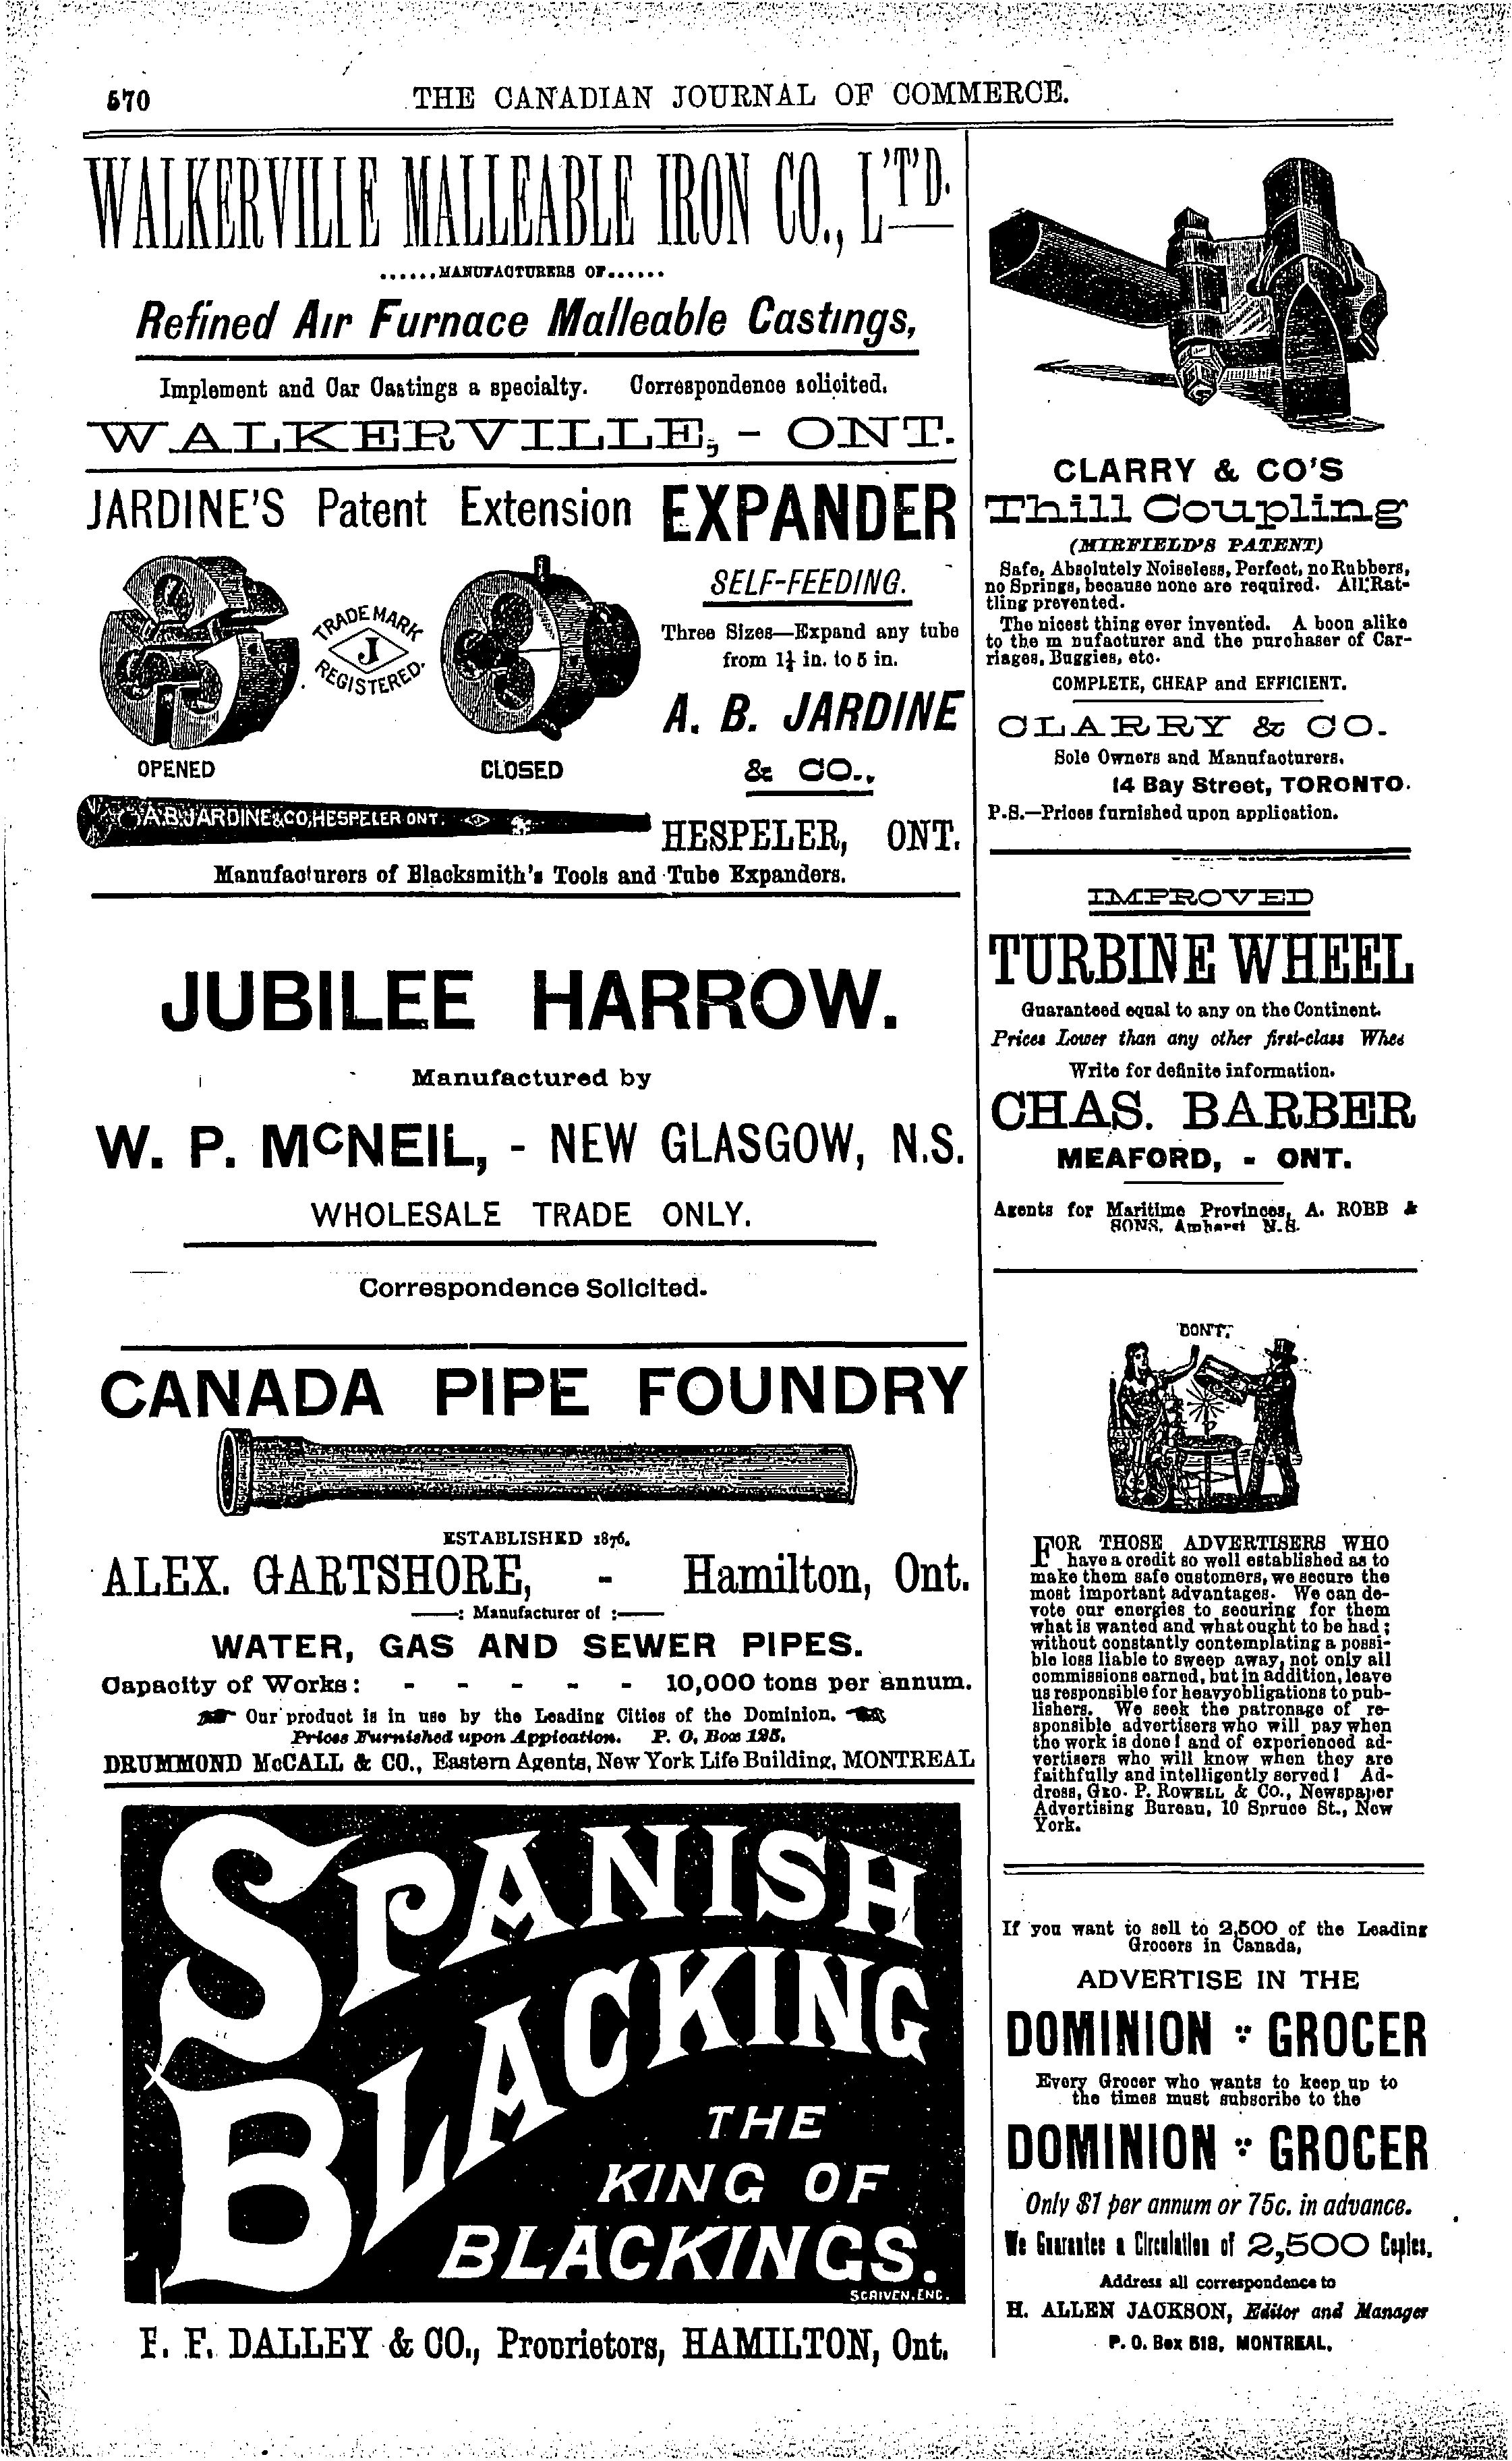 570
THE CANADIAN JOURNAL OF COMMERCE.
WALKERVILLE MALLEABLE IRON CO., L'T'D.
......MANUFACTURERS OF......
Refined Air Furnace Malleable Castings,
Implement and Car Castings a specialty. Correspondence solicited.
WALKERVILLE, - ONT.
JARDINE'S Patent Extension EXPANDER
SELF-FEEDING.
TRADE MARK
J
REGISTERED.
Three Sizes—Expand any tube
from 1¼ in. to 5 in.
A. B. JARDINE
OPENED
CLOSED
& CO.,
A.B.JARDINE&CO,HESPELER ONT.
HESPELER, ONT.
Manufacturers of Blacksmith's Tools and Tube Expanders.
JUBILEE HARROW.
Manufactured by
W. P. McNEIL, - NEW GLASGOW, N.S.
WHOLESALE TRADE ONLY.
Correspondence Solicited.
CANADA PIPE FOUNDRY
ESTABLISHED 1876.
ALEX. GARTSHORE, - Hamilton, Ont.
——: Manufacturer of :——
WATER, GAS AND SEWER PIPES.
Capacity of Works: - - - - - 10,000 tons per annum.
Our product is in use by the Leading Cities of the Dominion.
Prices Furnished upon Appication. P. O. Box 125.
DRUMMOND McCALL & CO., Eastern Agents, New York Life Building, MONTREAL
SPANISH
BLACKING
THE
KING OF
BLACKINGS.
SCRIVEN.ENG.
F. F. DALLEY & CO., Proprietors, HAMILTON, Ont.
CLARRY & CO'S
Thill Coupling
(MIRFIELD'S PATENT)
Safe, Absolutely Noiseless, Perfect, no Rubbers,
no Springs, because none are required. All Rat-
tling prevented.
The nicest thing ever invented. A boon alike
to the m nufacturer and the purchaser of Car-
riages, Buggies, etc.
COMPLETE, CHEAP and EFFICIENT.
CLARRY & CO.
Sole Owners and Manufacturers.
14 Bay Street, TORONTO.
P.S.—Prices furnished upon application.
IMPROVED
TURBINE WHEEL
Guaranteed equal to any on the Continent.
Prices Lower than any other first-class Whee
Write for definite information.
CHAS. BARBER
MEAFORD, - ONT.
Agents for Maritime Provinces, A. ROBB &
SONS, Amherst N.S.
DON'T.
FOR THOSE ADVERTISERS WHO
have a credit so well established as to
make them safe customers, we secure the
most important advantages. We can de-
vote our energies to securing for them
what is wanted and what ought to be had;
without constantly contemplating a possi-
ble loss liable to sweep away, not only all
commissions earned, but in addition, leave
us responsible for heavy obligations to pub-
lishers. We seek the patronage of re-
sponsible advertisers who will pay when
the work is done! and of experienced ad-
vertisers who will know when they are
faithfully and intelligently served! Ad-
dress, GEO. P. ROWELL & CO., Newspaper
Advertising Bureau, 10 Spruce St., New
York.
If you want to sell to 2,500 of the Leading
Grocers in Canada,
ADVERTISE IN THE
DOMINION GROCER
Every Grocer who wants to keep up to
the times must subscribe to the
DOMINION GROCER
Only $1 per annum or 75c. in advance.
We Guarantee a Circulation of 2,500 Copies.
Address all correspondence to
H. ALLEN JACKSON, Editor and Manager
P. O. Box 518, MONTREAL.